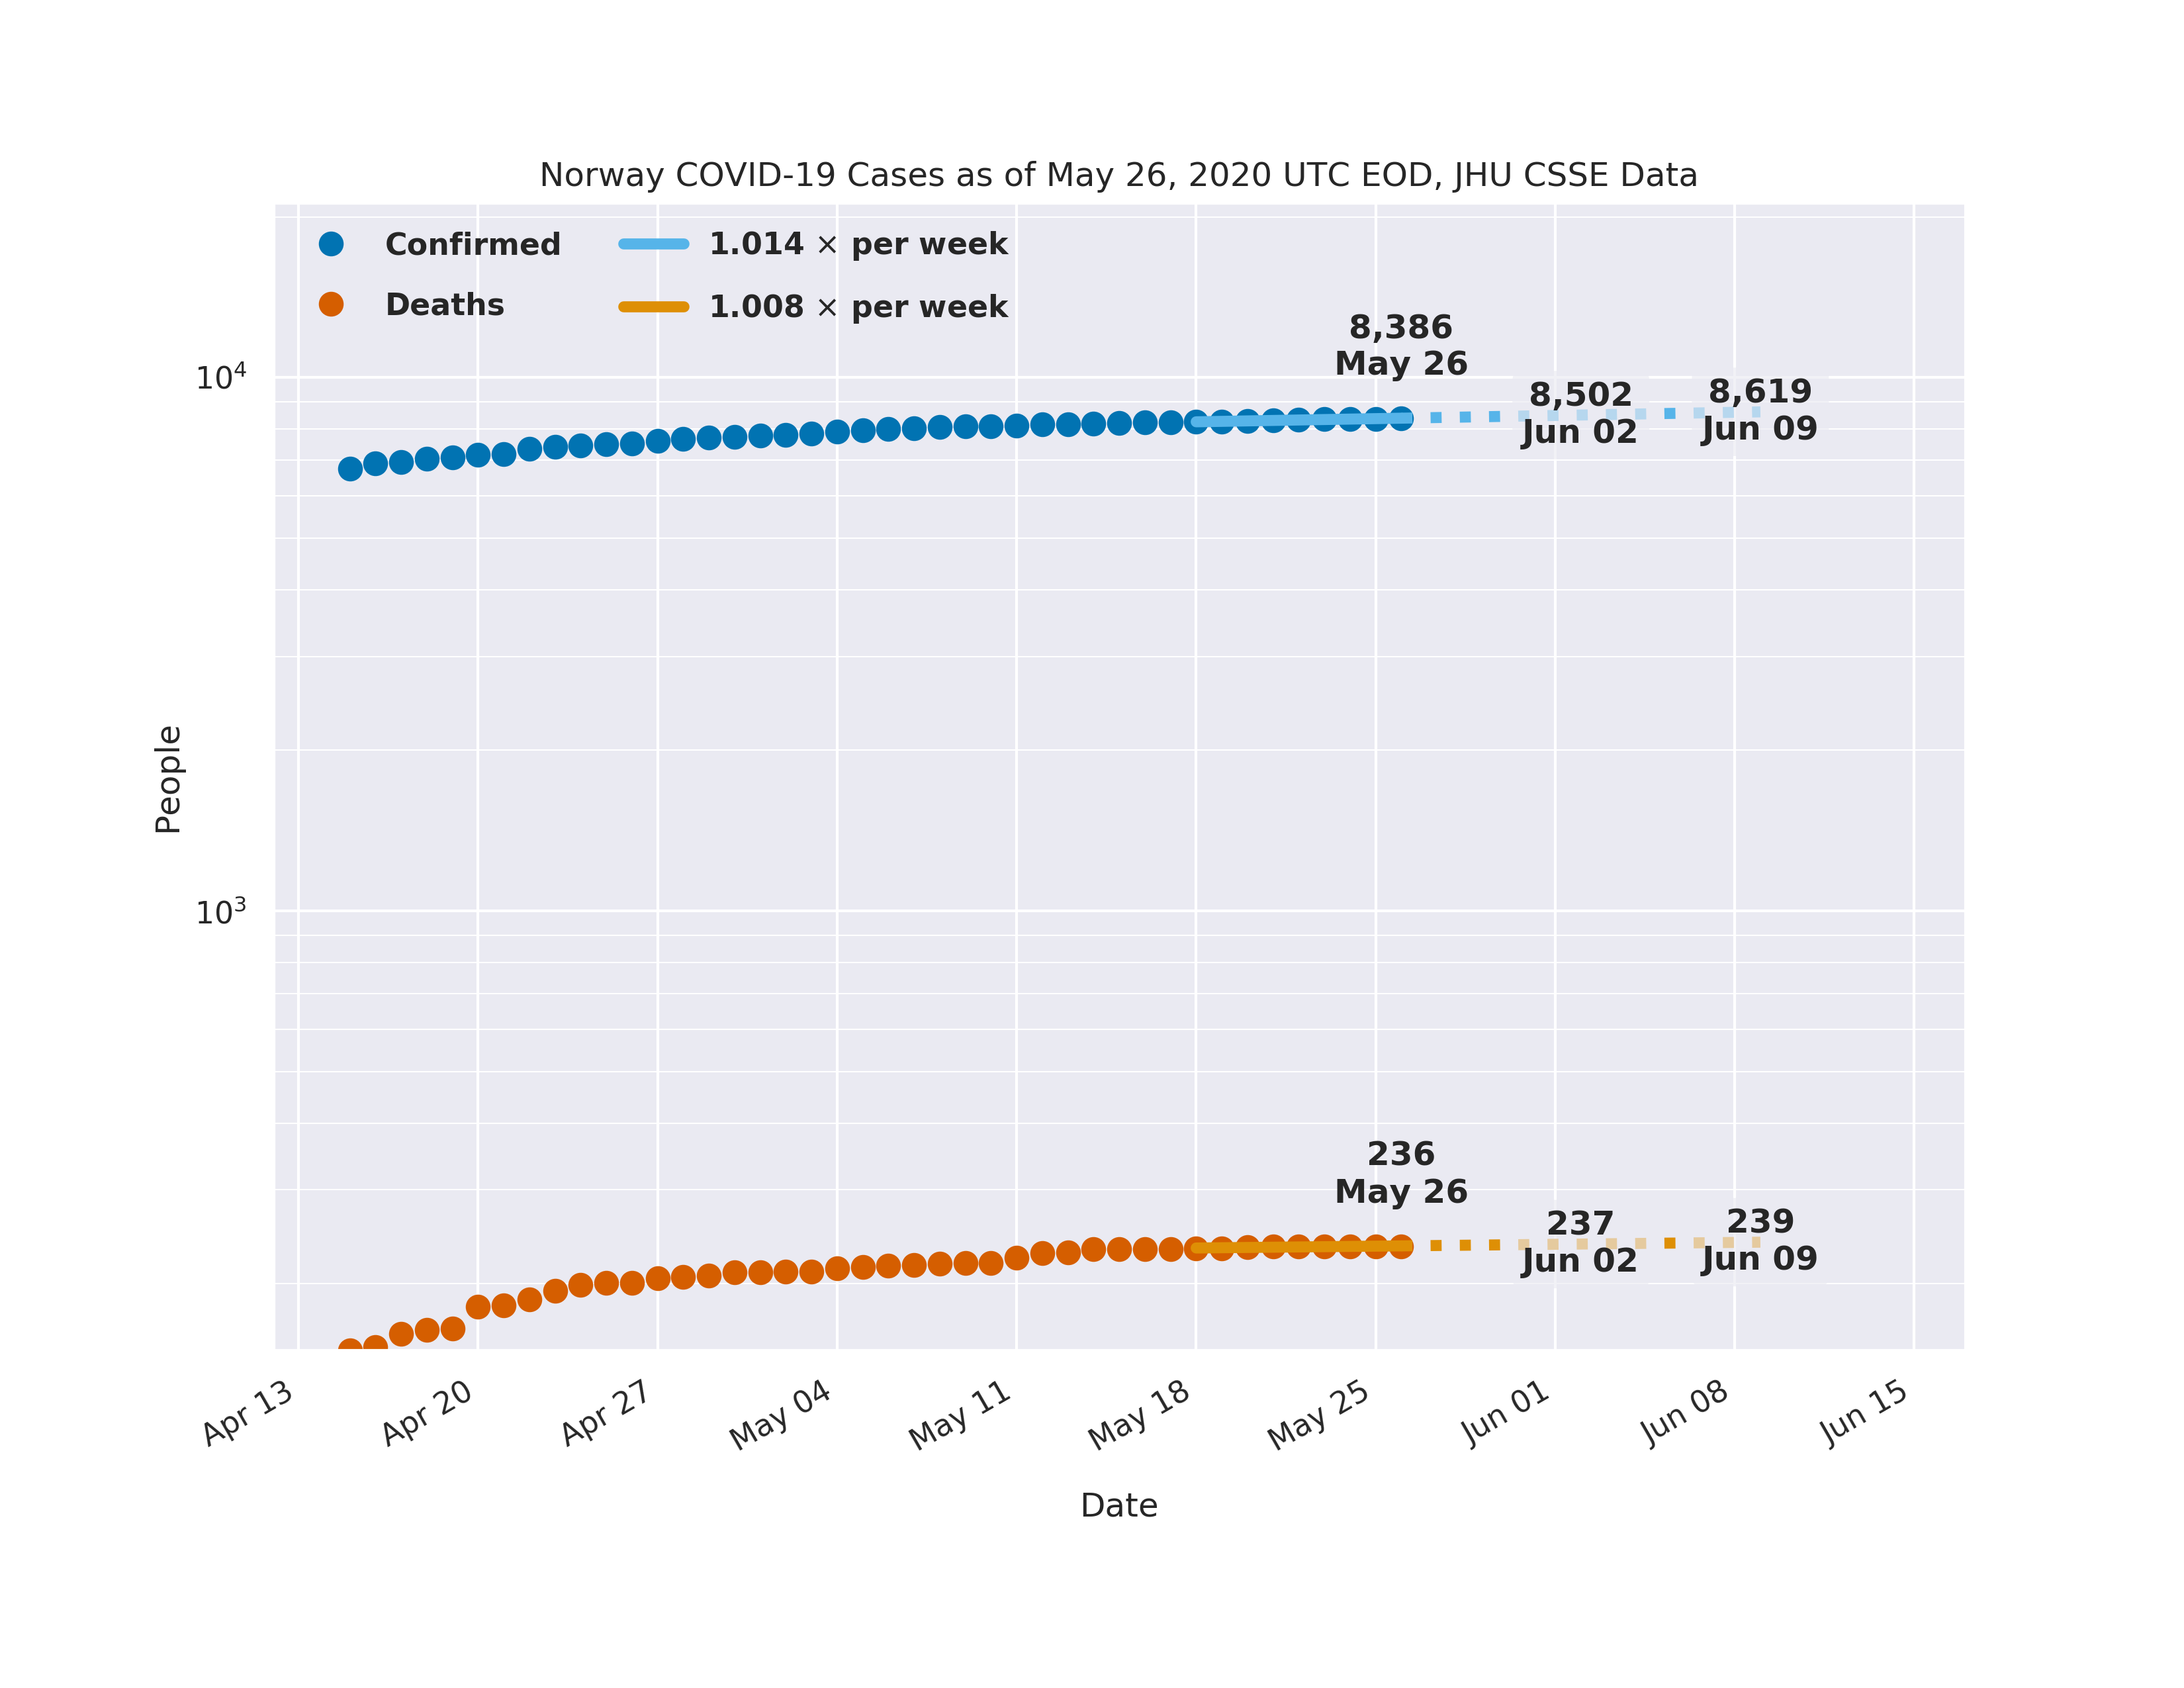 Norway COVID-19 Cases as of May 26, 2020 UTC EOD, JHU CSSE Data
Confirmed
Deaths
1.014 × per week
1.008 × per week
8,386
May 26
8,502
Jun 02
8,619
Jun 09
10⁴
10³
People
236
May 26
237
Jun 02
239
Jun 09
Apr 13
Apr 20
Apr 27
May 04
May 11
May 18
May 25
Jun 01
Jun 08
Jun 15
Date